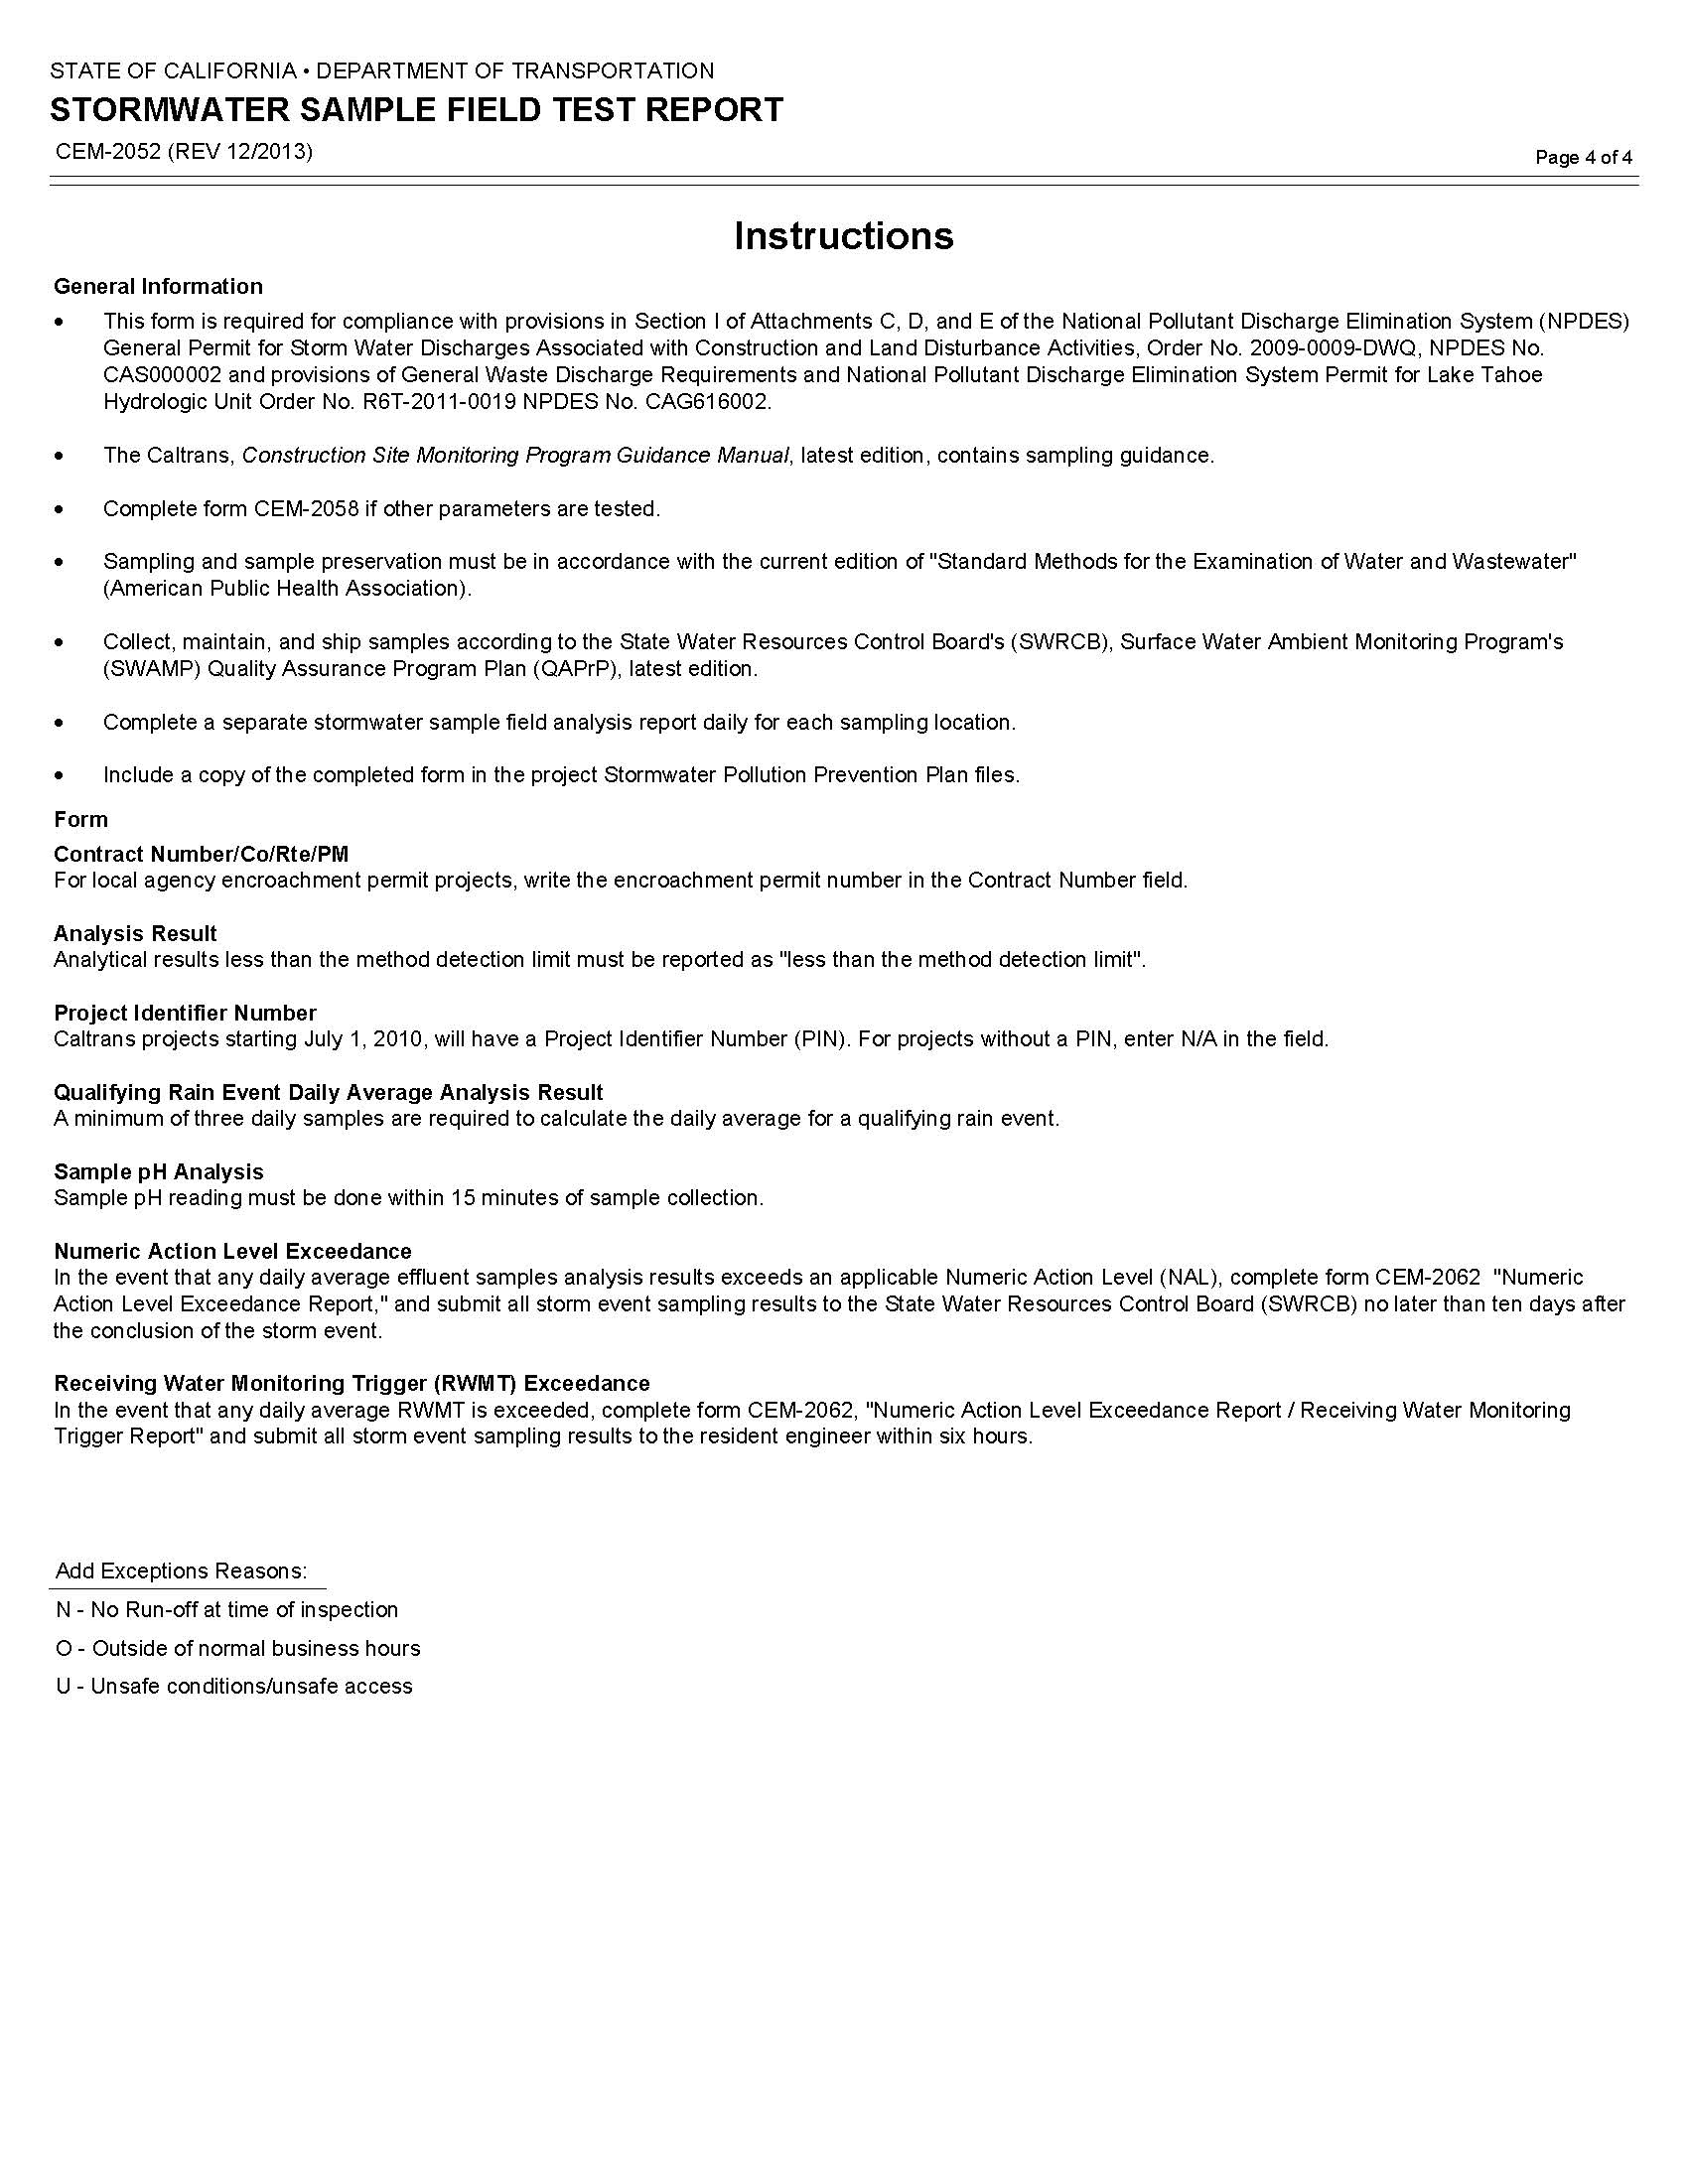 STATE OF CALIFORNIA • DEPARTMENT OF TRANSPORTATION
STORMWATER SAMPLE FIELD TEST REPORT
CEM-2052 (REV 12/2013)
Page 4 of 4
Instructions
General Information
• This form is required for compliance with provisions in Section I of Attachments C, D, and E of the National Pollutant Discharge Elimination System (NPDES)
General Permit for Storm Water Discharges Associated with Construction and Land Disturbance Activities, Order No. 2009-0009-DWQ, NPDES No.
CAS000002 and provisions of General Waste Discharge Requirements and National Pollutant Discharge Elimination System Permit for Lake Tahoe
Hydrologic Unit Order No. R6T-2011-0019 NPDES No. CAG616002.
• The Caltrans, Construction Site Monitoring Program Guidance Manual, latest edition, contains sampling guidance.
• Complete form CEM-2058 if other parameters are tested.
• Sampling and sample preservation must be in accordance with the current edition of "Standard Methods for the Examination of Water and Wastewater"
(American Public Health Association).
• Collect, maintain, and ship samples according to the State Water Resources Control Board's (SWRCB), Surface Water Ambient Monitoring Program's
(SWAMP) Quality Assurance Program Plan (QAPrP), latest edition.
• Complete a separate stormwater sample field analysis report daily for each sampling location.
• Include a copy of the completed form in the project Stormwater Pollution Prevention Plan files.
Form
Contract Number/Co/Rte/PM
For local agency encroachment permit projects, write the encroachment permit number in the Contract Number field.
Analysis Result
Analytical results less than the method detection limit must be reported as "less than the method detection limit".
Project Identifier Number
Caltrans projects starting July 1, 2010, will have a Project Identifier Number (PIN). For projects without a PIN, enter N/A in the field.
Qualifying Rain Event Daily Average Analysis Result
A minimum of three daily samples are required to calculate the daily average for a qualifying rain event.
Sample pH Analysis
Sample pH reading must be done within 15 minutes of sample collection.
Numeric Action Level Exceedance
In the event that any daily average effluent samples analysis results exceeds an applicable Numeric Action Level (NAL), complete form CEM-2062 "Numeric
Action Level Exceedance Report," and submit all storm event sampling results to the State Water Resources Control Board (SWRCB) no later than ten days after
the conclusion of the storm event.
Receiving Water Monitoring Trigger (RWMT) Exceedance
In the event that any daily average RWMT is exceeded, complete form CEM-2062, "Numeric Action Level Exceedance Report / Receiving Water Monitoring
Trigger Report" and submit all storm event sampling results to the resident engineer within six hours.
Add Exceptions Reasons:
N - No Run-off at time of inspection
O - Outside of normal business hours
U - Unsafe conditions/unsafe access